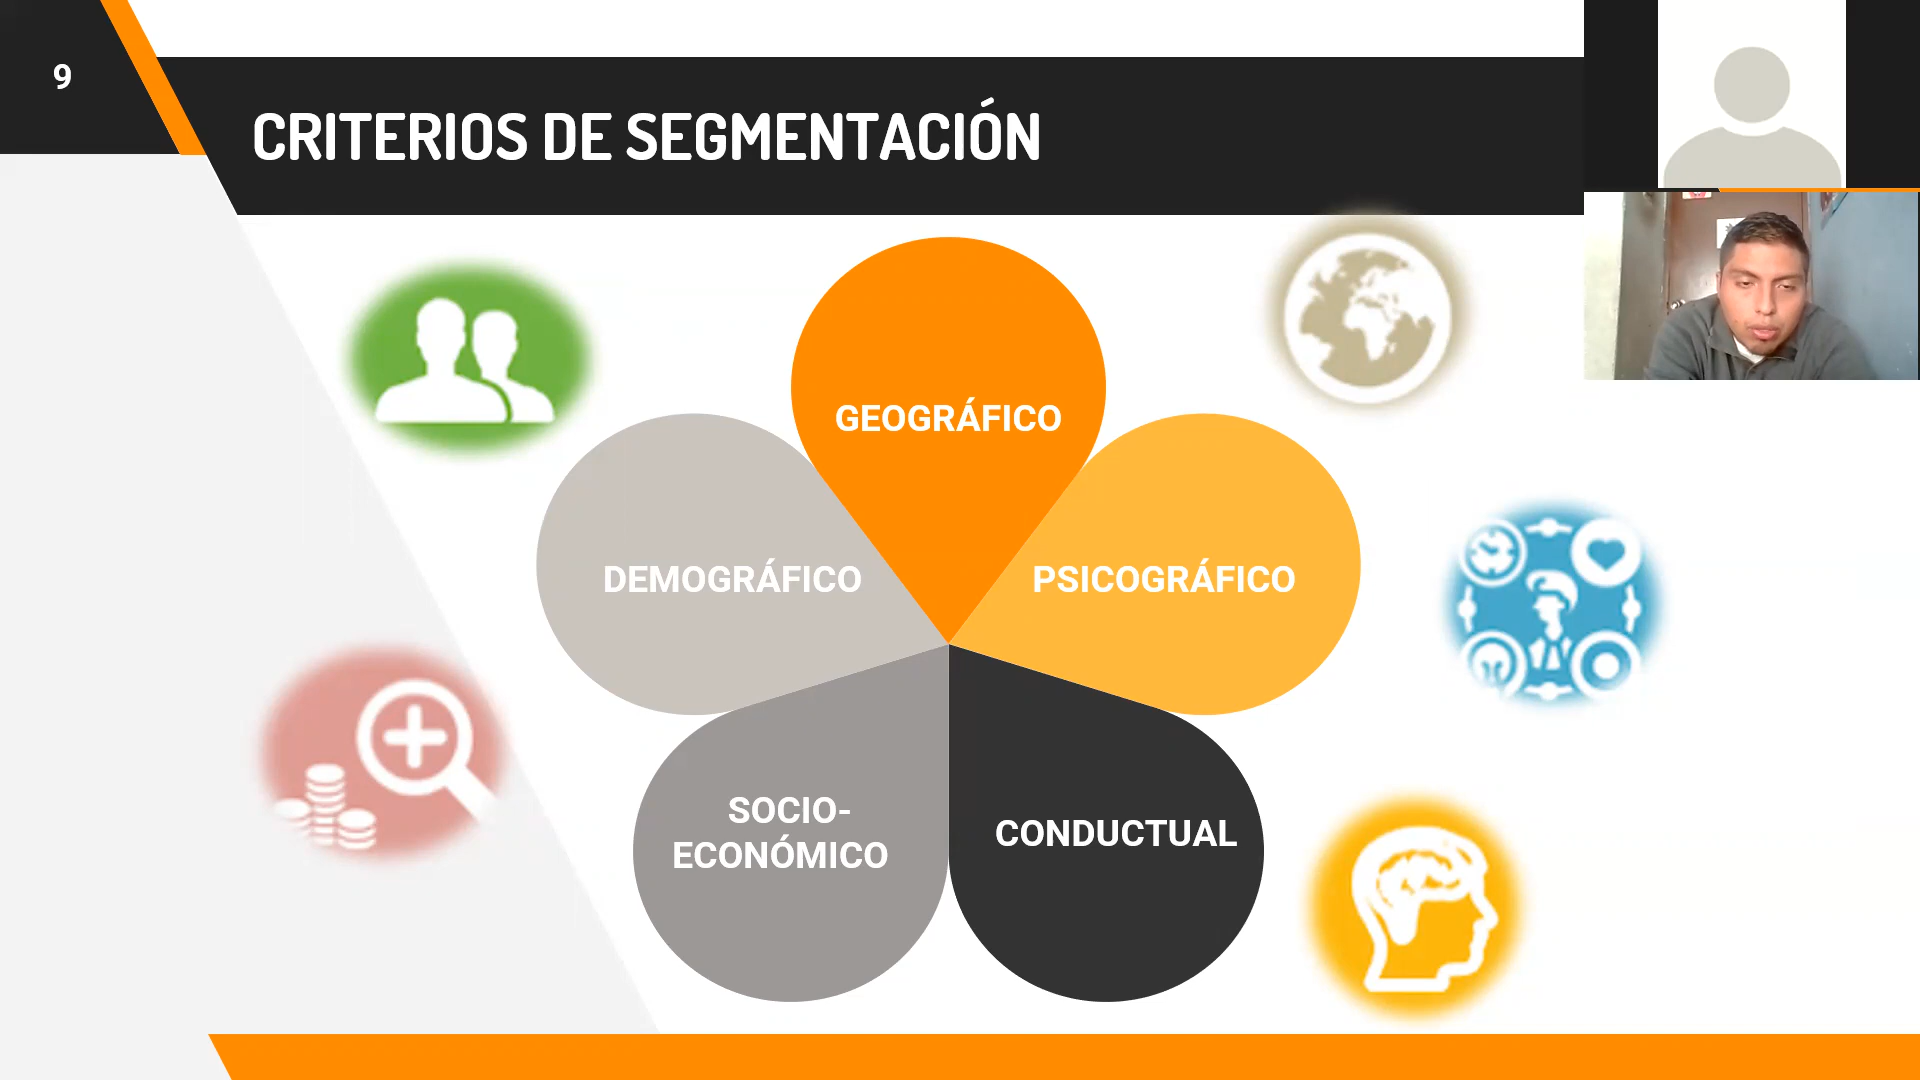 9
CRITERIOS DE SEGMENTACIÓN
GEOGRÁFICO
DEMOGRÁFICO
PSICOGRÁFICO
SOCIO-
ECONÓMICO
CONDUCTUAL